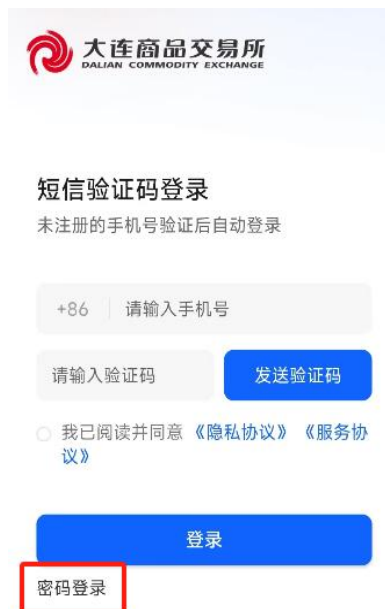 大连商品交易所
DALIAN COMMODITY EXCHANGE
短信验证码登录
未注册的手机号验证后自动登录
+86 请输入手机号
请输入验证码 发送验证码
我已阅读并同意《隐私协议》《服务协
议》
登录
密码登录